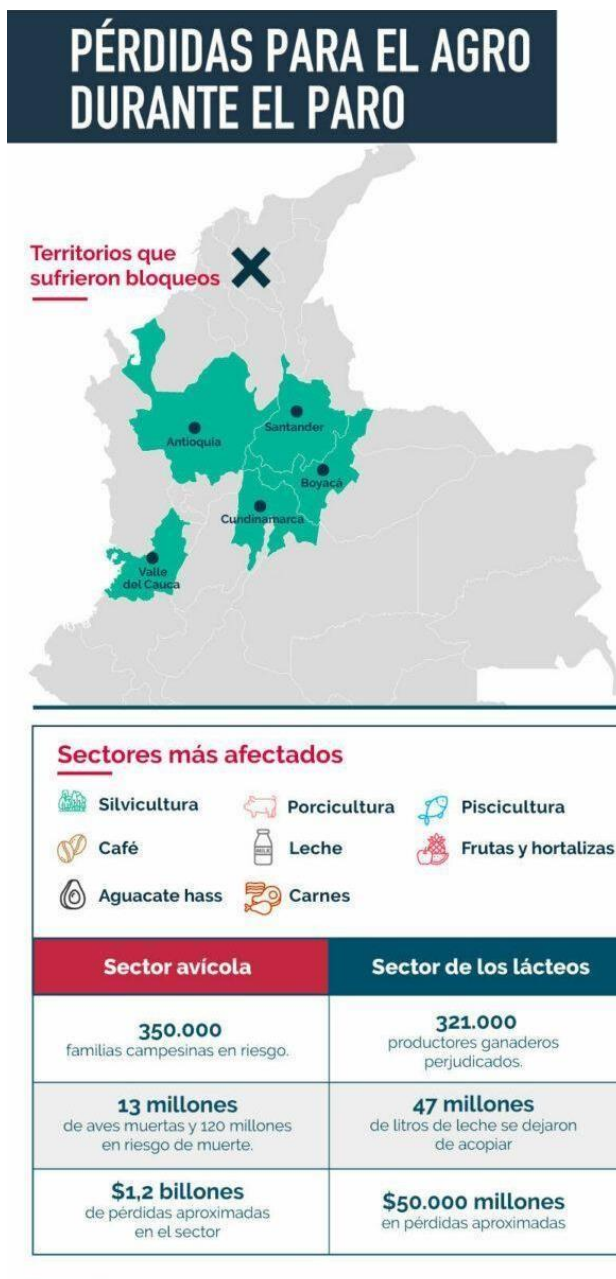 PÉRDIDAS PARA EL AGRO
DURANTE EL PARO
Territorios que
sufrieron bloqueos
Antioquia
Santander
Boyacá
Cundinamarca
Valle
del Cauca
Sectores más afectados
Silvicultura
Porcicultura
Piscicultura
Café
Leche
Frutas y hortalizas
Aguacate hass
Carnes
Sector avícola
Sector de los lácteos
350.000
familias campesinas en riesgo.
321.000
productores ganaderos
perjudicados.
13 millones
de aves muertas y 120 millones
en riesgo de muerte.
47 millones
de litros de leche se dejaron
de acopiar
$1,2 billones
de pérdidas aproximadas
en el sector
$50.000 millones
en pérdidas aproximadas